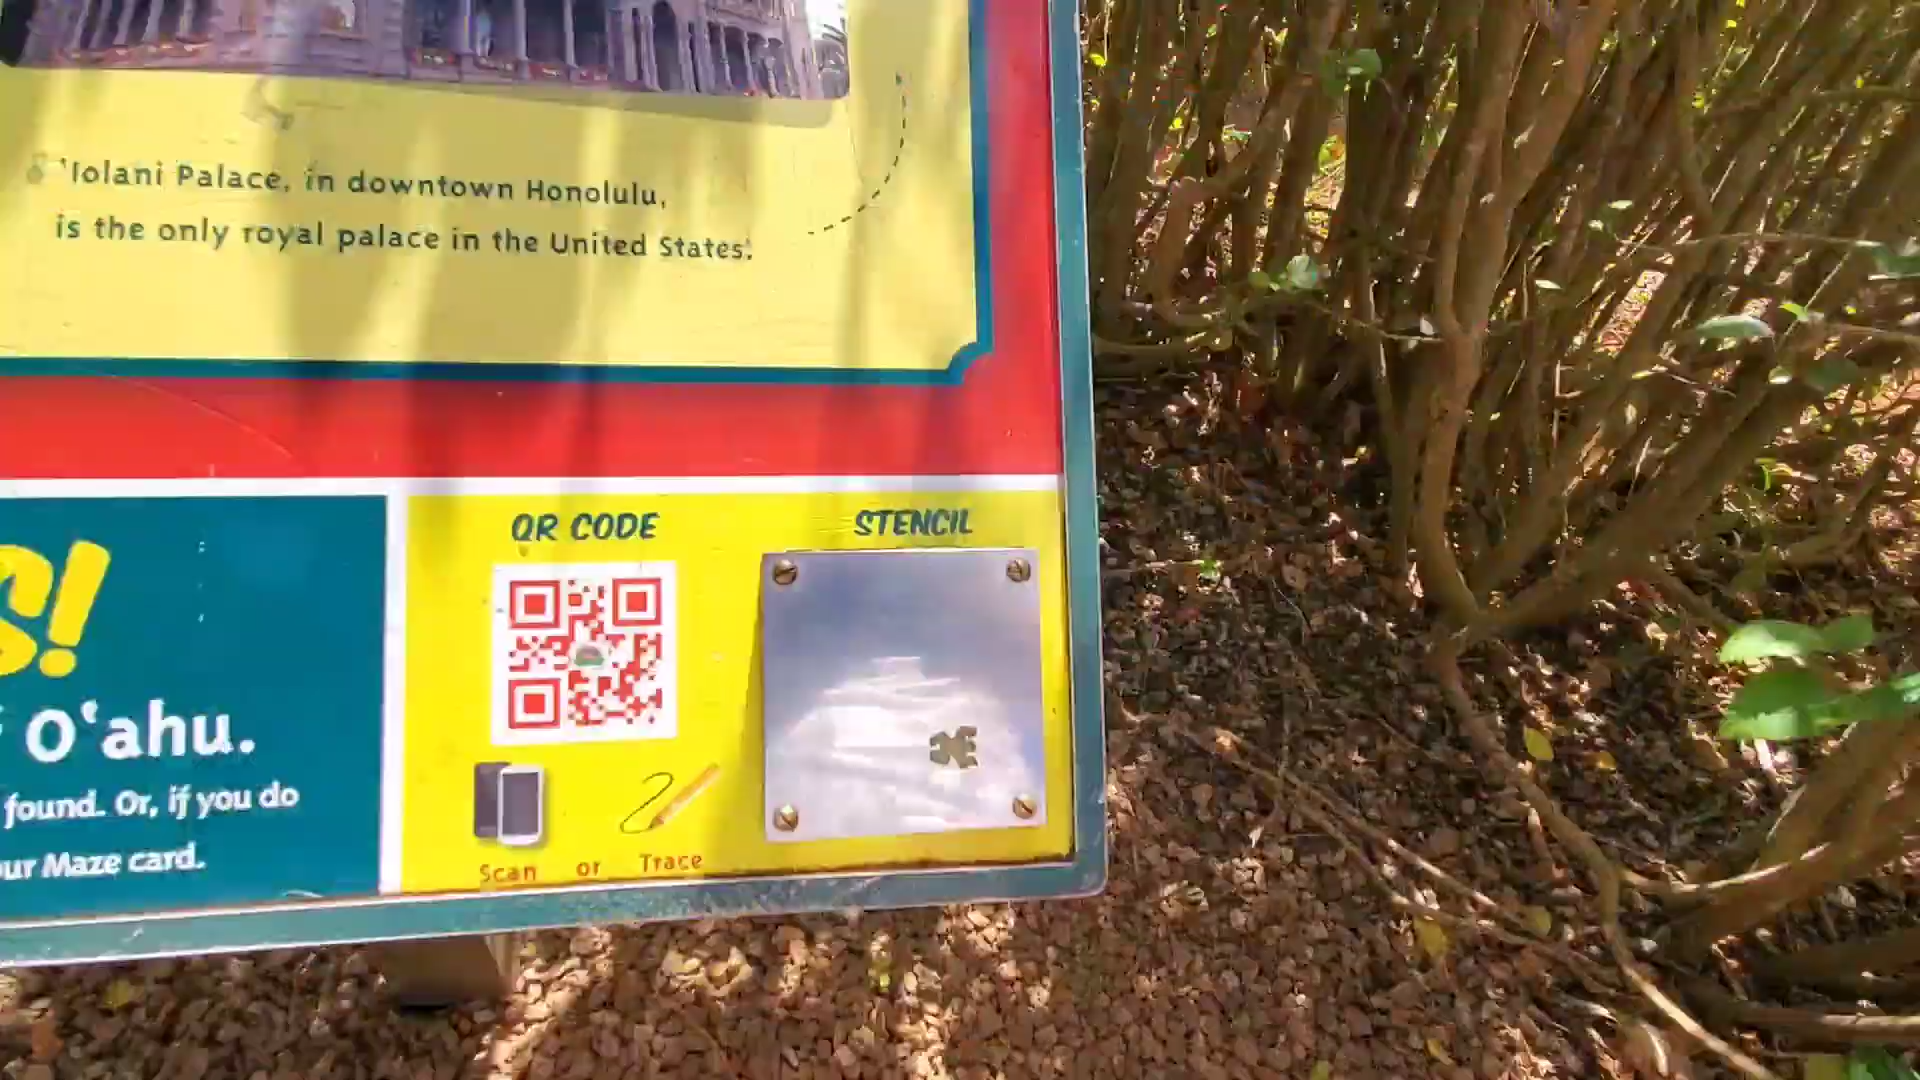 'Iolani Palace, in downtown Honolulu,
is the only royal palace in the United States.
QR CODE
STENCIL
S!
Oʻahu.
found. Or, if you do
ur Maze card.
Scan or Trace